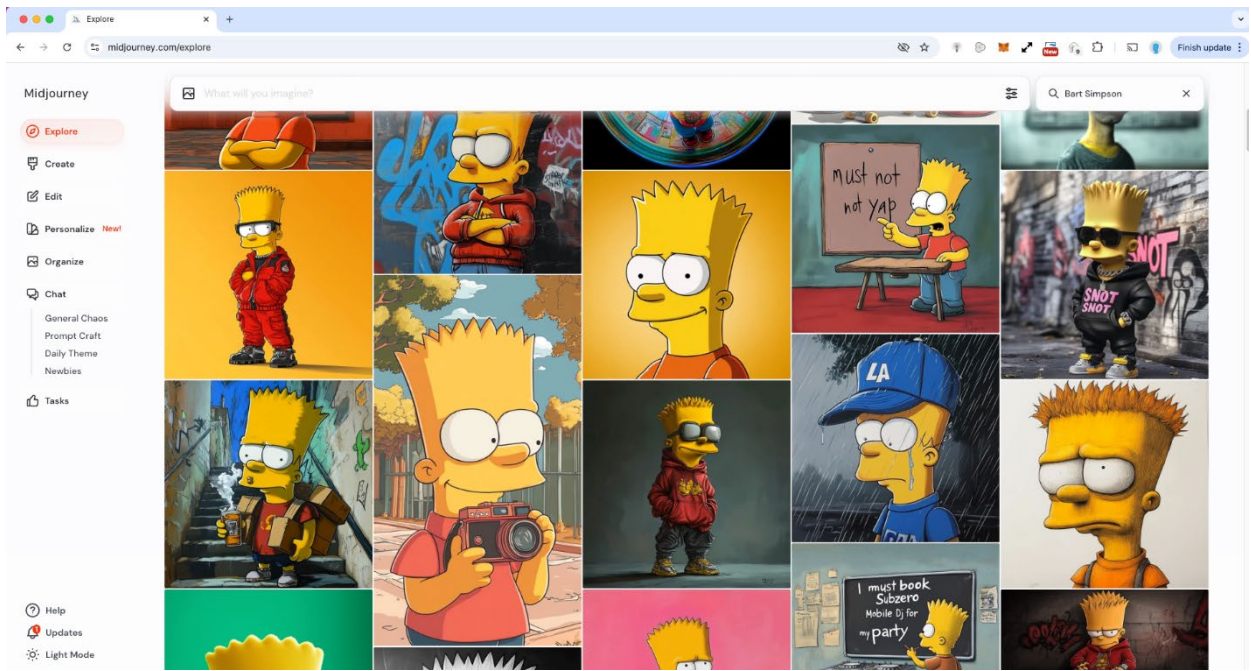 Explore
midjourney.com/explore
New
Finish update
Midjourney
What will you imagine?
Bart Simpson
Explore
Create
Edit
Personalize New!
Organize
Chat
General Chaos
Prompt Craft
Daily Theme
Newbies
Tasks
must not
not yap
SNOT
SNOT
SNOT
LA
I must book
Subzero
Mobile Dj for
my party
Help
Updates
Light Mode